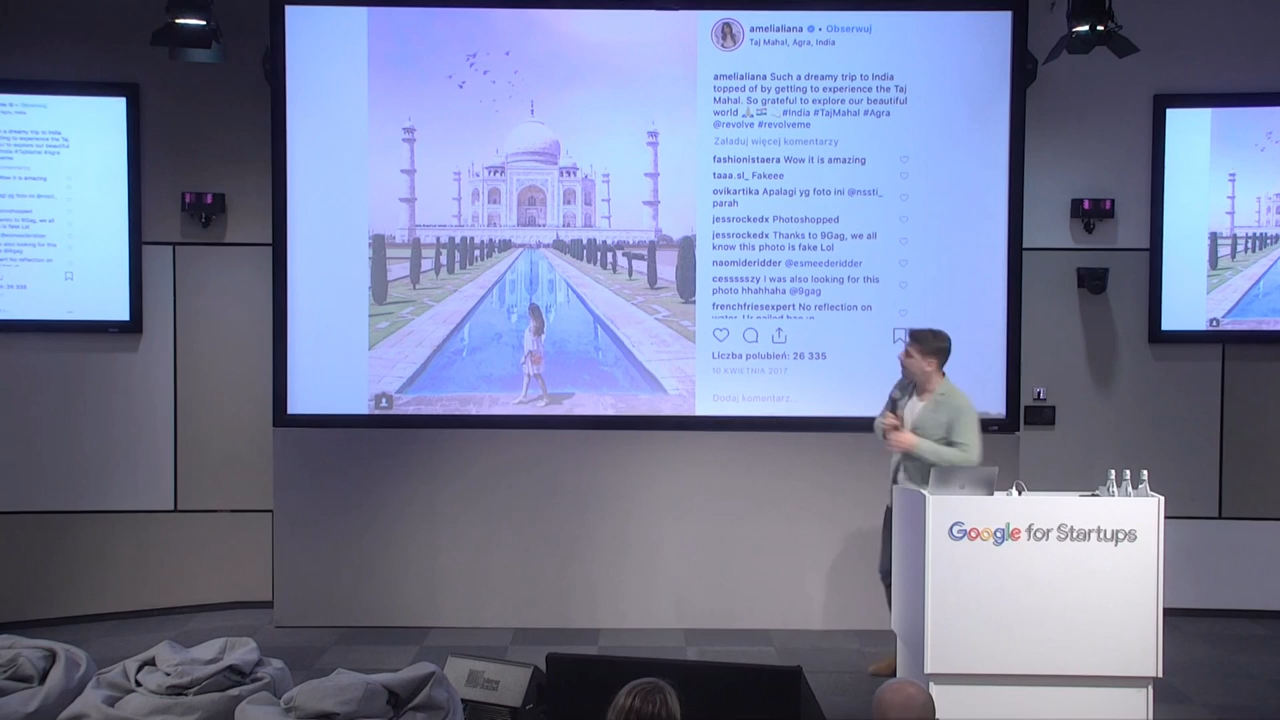 amelialiana • Obserwuj
Taj Mahal, Agra, India
amelialiana Such a dreamy trip to India
topped of by getting to experience the Taj
Mahal. So grateful to explore our beautiful
world #India #TajMahal #Agra
@revolve #revolveme
Załaduj więcej komentarzy
fashionistaera Wow it is amazing
taaa.sl_ Fakeee
ovikartika Apalagi yg foto ini @nssti_
parah
jessrockedx Photoshopped
jessrockedx Thanks to 9Gag, we all
know this photo is fake Lol
naomideridder @esmeederidder
cessssszy I was also looking for this
photo hhahhaha @9gag
frenchfriesexpert No reflection on
Liczba polubień: 26 335
10 KWIETNIA 2017
Dodaj komentarz...
Google for Startups